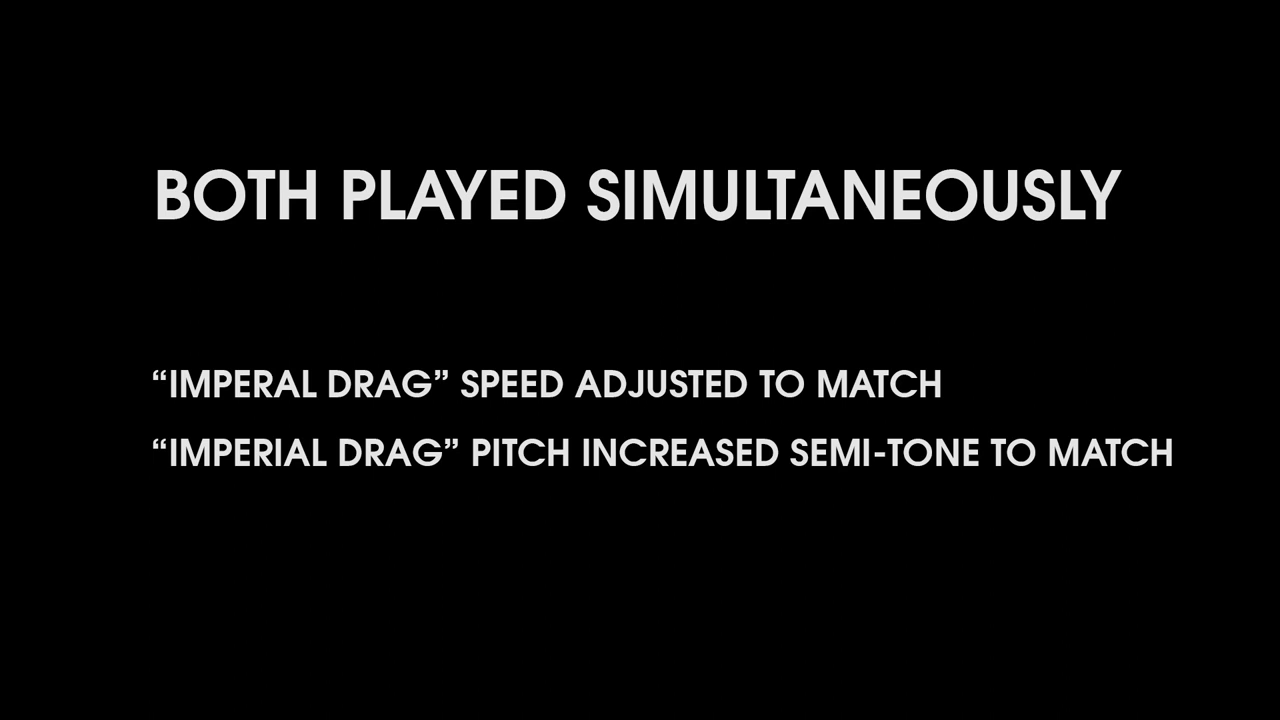 BOTH PLAYED SIMULTANEOUSLY
“IMPERAL DRAG” SPEED ADJUSTED TO MATCH
“IMPERIAL DRAG” PITCH INCREASED SEMI-TONE TO MATCH